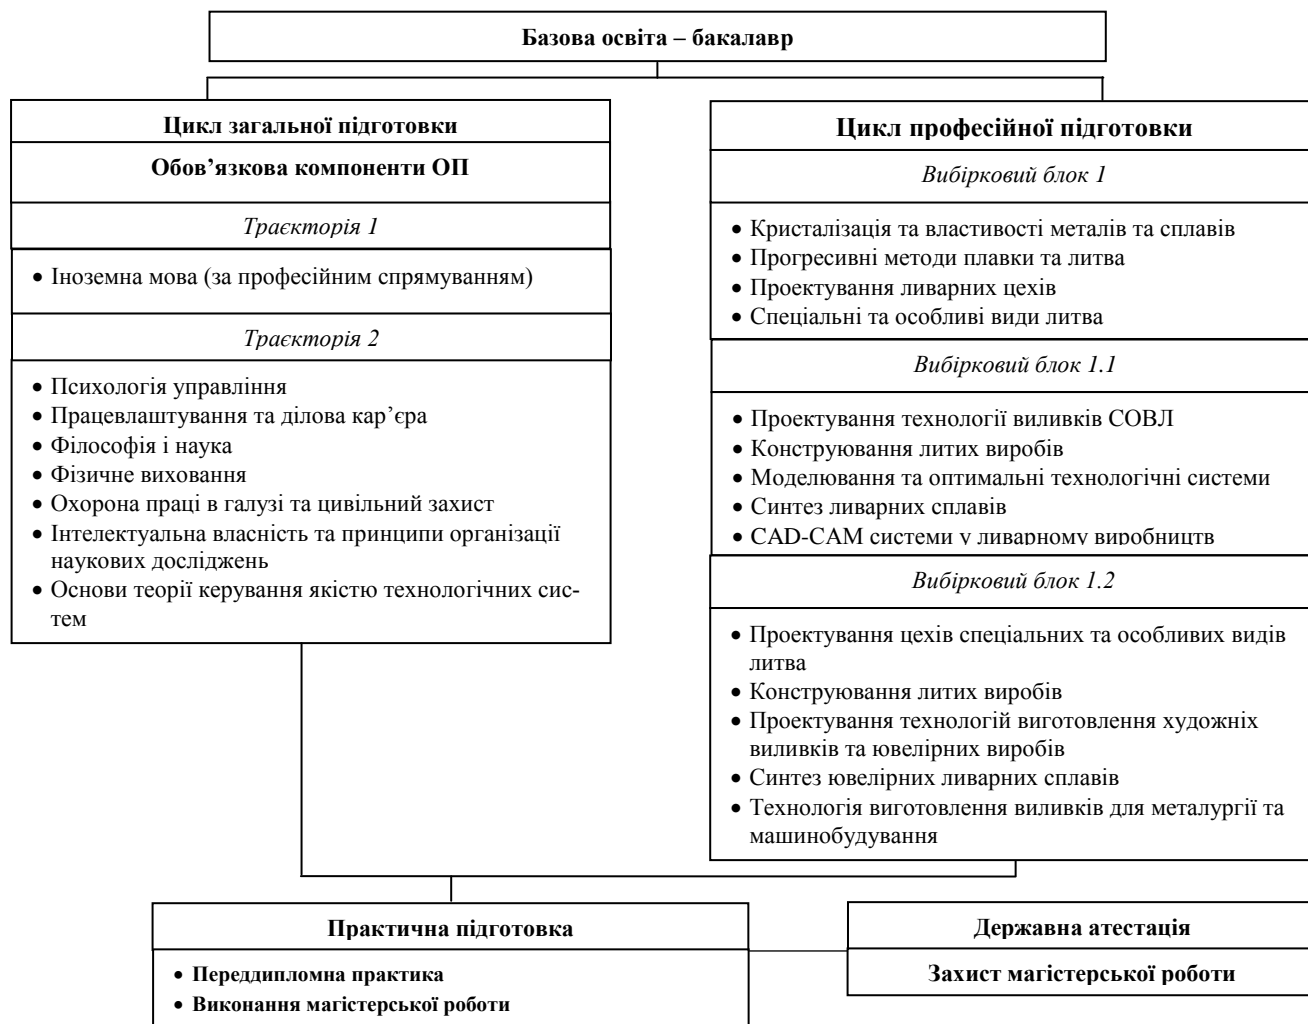 Базова освіта – бакалавр
Цикл загальної підготовки
Обов’язкова компоненти ОП
Траєкторія 1
• Іноземна мова (за професійним спрямуванням)
Траєкторія 2
• Психологія управління
• Працевлаштування та ділова кар’єра
• Філософія і наука
• Фізичне виховання
• Охорона праці в галузі та цивільний захист
• Інтелектуальна власність та принципи організації
наукових досліджень
• Основи теорії керування якістю технологічних сис-
тем
Цикл професійної підготовки
Вибірковий блок 1
• Кристалізація та властивості металів та сплавів
• Прогресивні методи плавки та литва
• Проектування ливарних цехів
• Спеціальні та особливі види литва
Вибірковий блок 1.1
• Проектування технології виливків СОВЛ
• Конструювання литих виробів
• Моделювання та оптимальні технологічні системи
• Синтез ливарних сплавів
• CAD-CAM системи у ливарному виробництв
Вибірковий блок 1.2
• Проектування цехів спеціальних та особливих видів
литва
• Конструювання литих виробів
• Проектування технологій виготовлення художніх
виливків та ювелірних виробів
• Синтез ювелірних ливарних сплавів
• Технологія виготовлення виливків для металургії та
машинобудування
Практична підготовка
• Переддипломна практика
• Виконання магістерської роботи
Державна атестація
Захист магістерської роботи